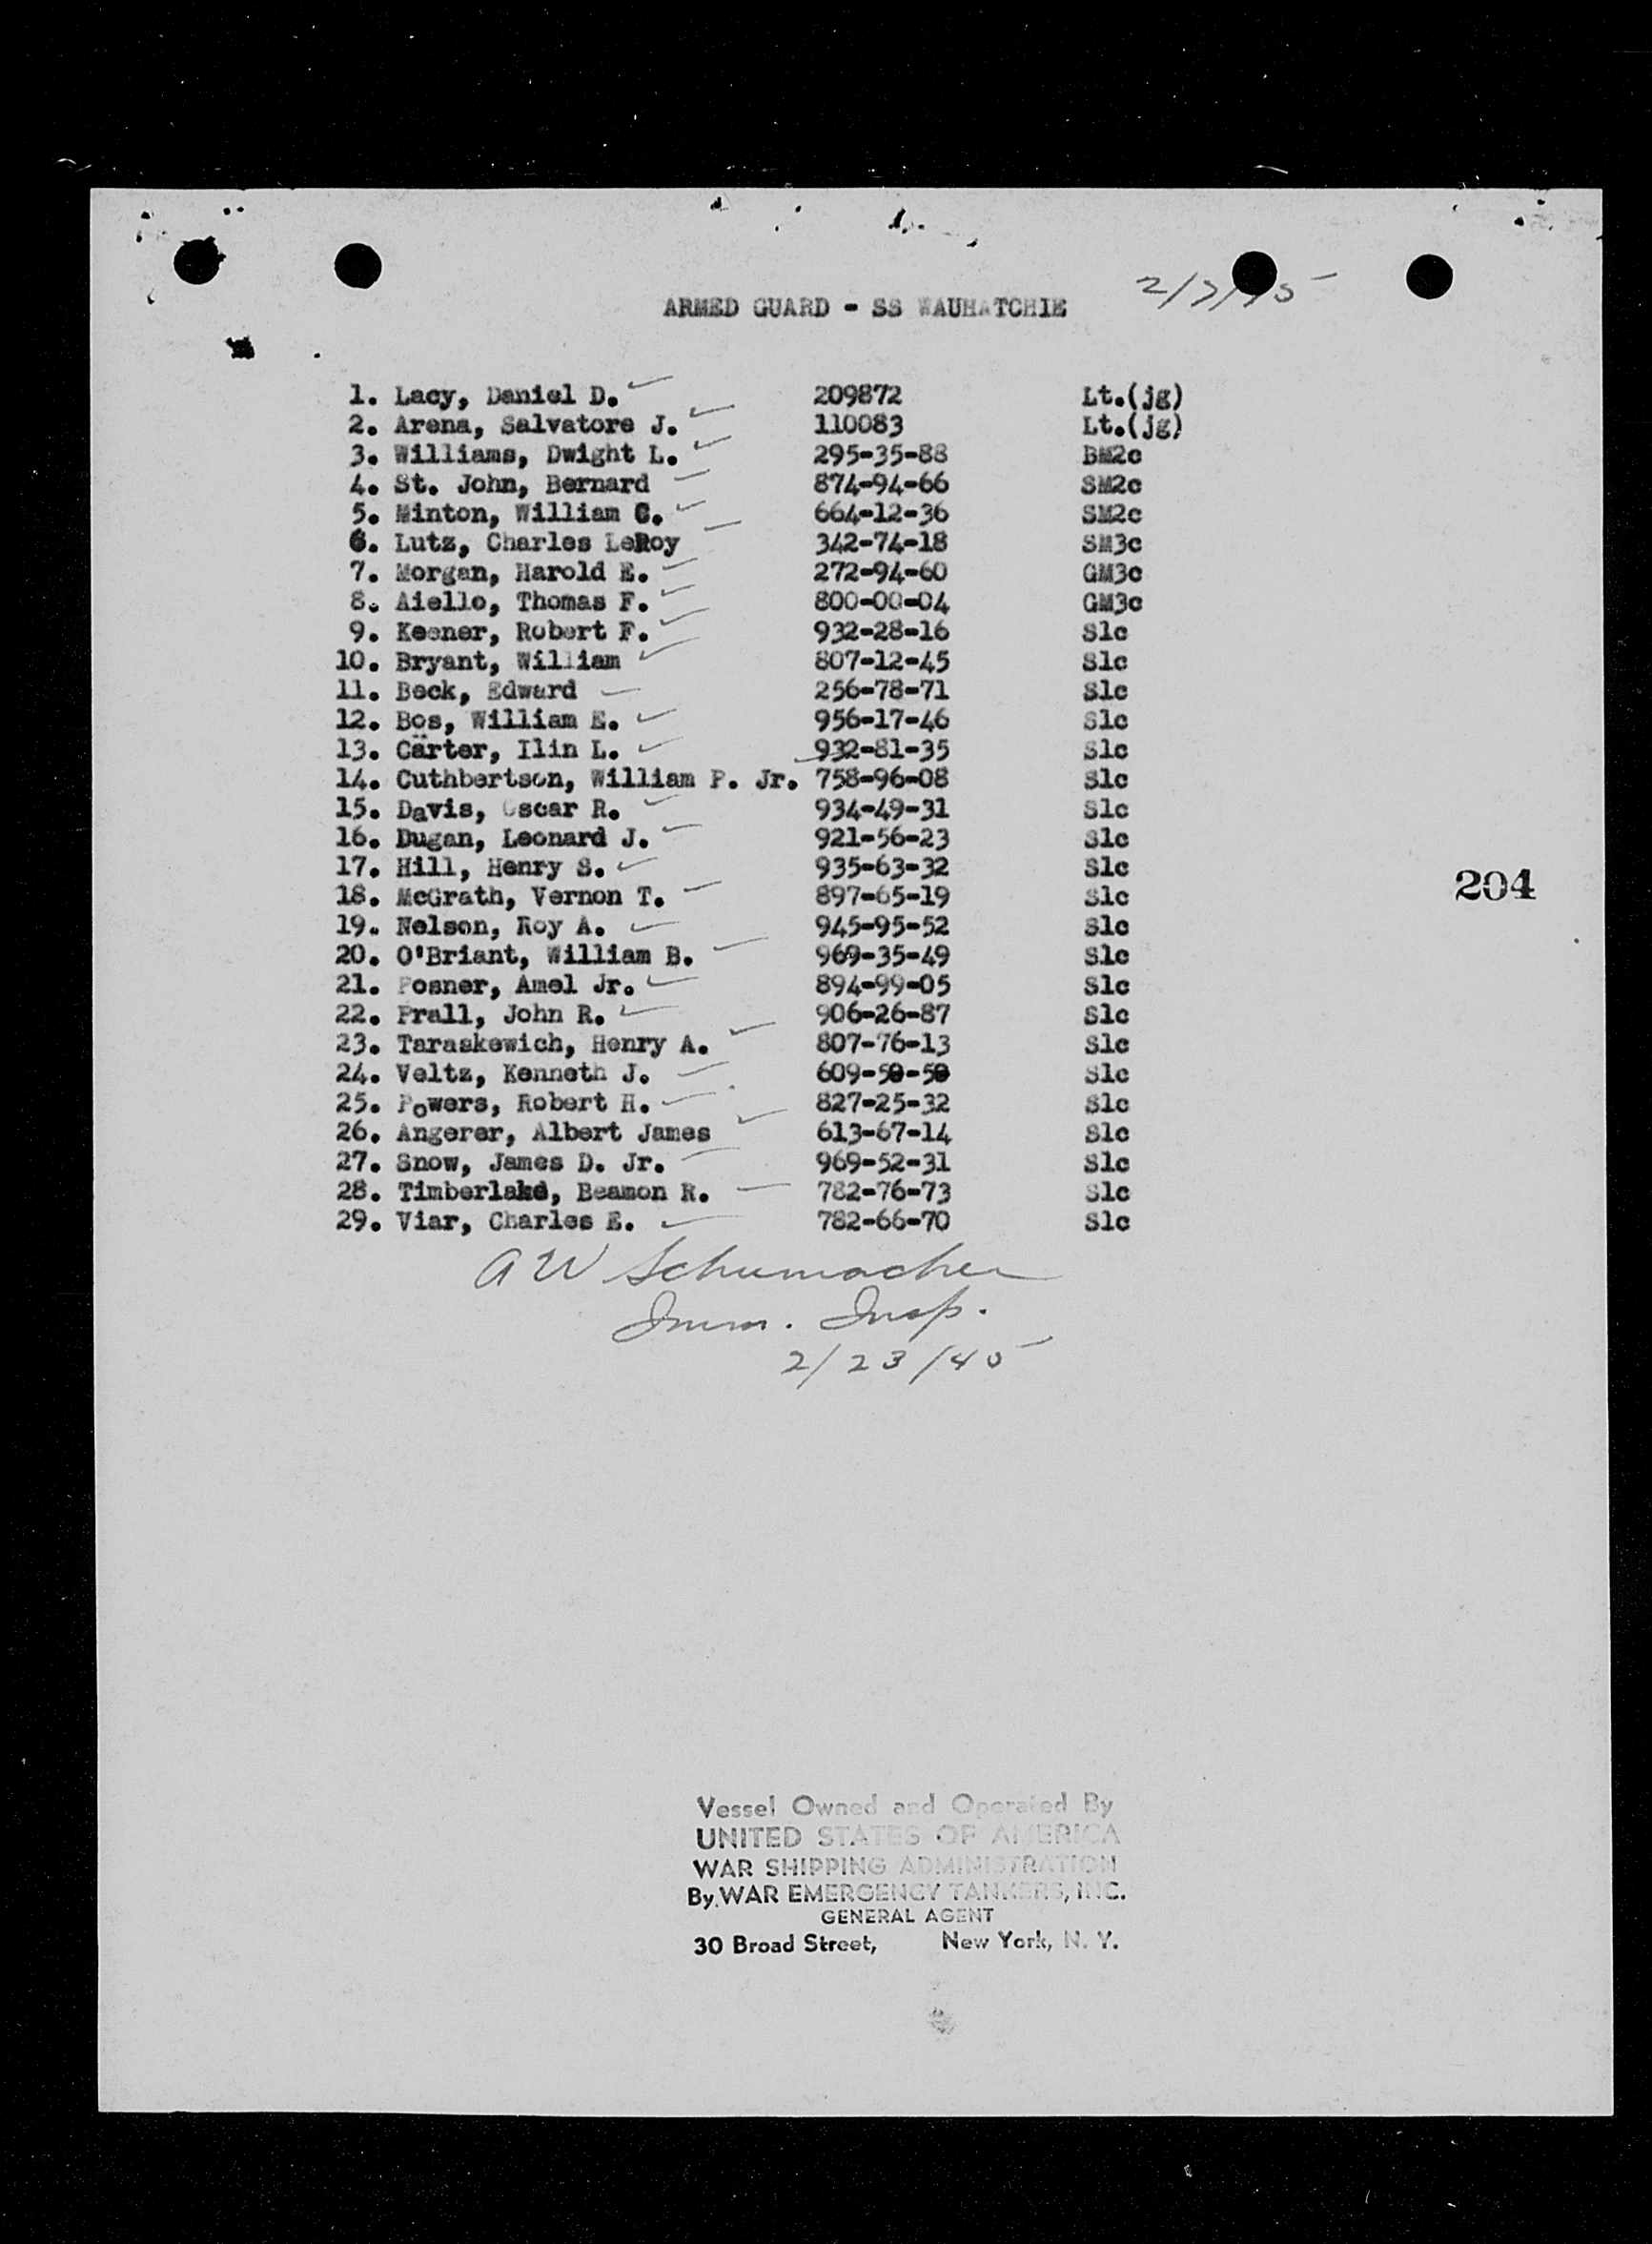 ARMED GUARD - SS WAUHATCHIE
1. Lacy, Daniel D. 209872 Lt.(jg)
2. Arena, Salvatore J. 110083 Lt.(jg)
3. Williams, Dwight L. 295-35-88 BM2c
4. St. John, Bernard 874-94-66 SM2c
5. Minton, William C. 664-12-36 SM2c
6. Lutz, Charles LeRoy 342-74-18 SM3c
7. Morgan, Harold E. 272-94-60 GM3c
8. Aiello, Thomas F. 800-00-04 GM3c
9. Keener, Robert F. 932-28-16 S1c
10. Bryant, William 807-12-45 S1c
11. Beck, Edward 256-78-71 S1c
12. Bos, William E. 956-17-46 S1c
13. Carter, Ilin L. 932-81-35 S1c
14. Cuthbertson, William P. Jr. 758-96-08 S1c
15. Davis, Oscar R. 934-49-31 S1c
16. Dugan, Leonard J. 921-56-23 S1c
17. Hill, Henry S. 935-63-32 S1c
18. McGrath, Vernon T. 897-65-19 S1c
19. Nelson, Roy A. 945-95-52 S1c
204
20. O'Briant, William B. 969-35-49 S1c
21. Posner, Amel Jr. 894-99-05 S1c
22. Prall, John R. 906-26-87 S1c
23. Taraskewich, Henry A. 807-76-13 S1c
24. Veltz, Kenneth J. S1c
25. Powers, Robert H. 827-25-32 S1c
26. Angerer, Albert James 613-67-14 S1c
27. Snow, James D. Jr. 969-52-31 S1c
28. Timberlake, Beamon R. 782-76-73 S1c
29. Viar, Charles E. 782-66-70 S1c
A W Schumacher
Imm. Insp.
2/23/45
Vessel Owned and Operated By
UNITED STATES OF AMERICA
WAR SHIPPING ADMINISTRATION
By WAR EMERGENCY TANKERS, INC.
GENERAL AGENT
30 Broad Street, New York, N. Y.